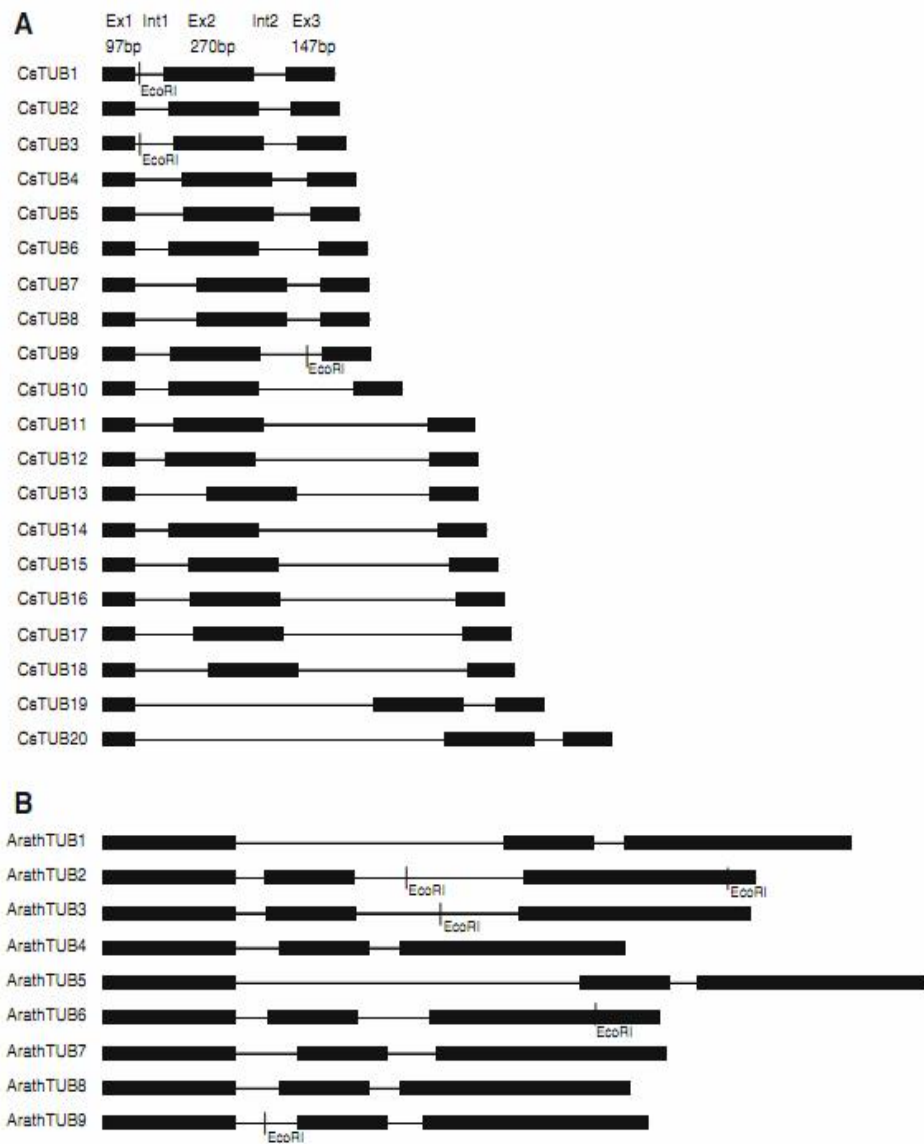 A
Ex1 Int1 Ex2 Int2 Ex3
97bp 270bp 147bp
CsTUB1
EcoRI
CsTUB2
CsTUB3
EcoRI
CsTUB4
CsTUB5
CsTUB6
CsTUB7
CsTUB8
CsTUB9
EcoRI
CsTUB10
CsTUB11
CsTUB12
CsTUB13
CsTUB14
CsTUB15
CsTUB16
CsTUB17
CsTUB18
CsTUB19
CsTUB20
B
ArathTUB1
ArathTUB2
EcoRI EcoRI
ArathTUB3
EcoRI
ArathTUB4
ArathTUB5
ArathTUB6
EcoRI
ArathTUB7
ArathTUB8
ArathTUB9
EcoRI